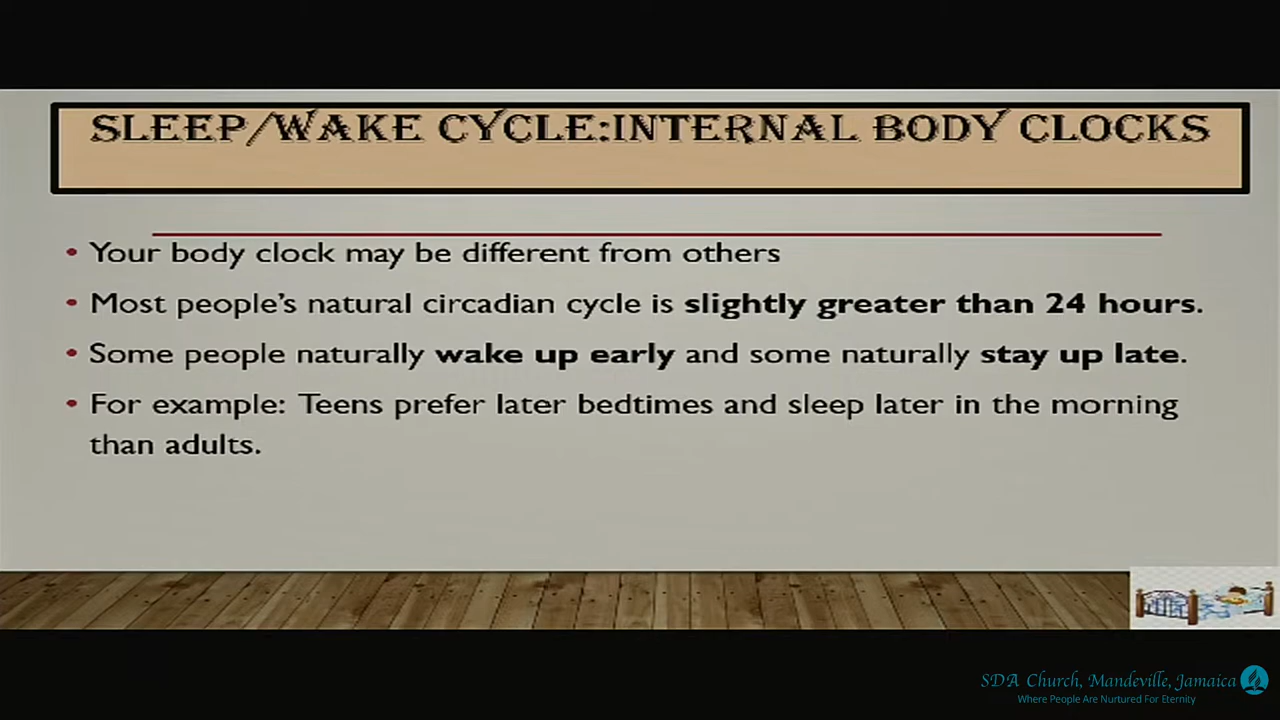 SLEEP/WAKE CYCLE:INTERNAL BODY CLOCKS
• Your body clock may be different from others
• Most people's natural circadian cycle is slightly greater than 24 hours.
• Some people naturally wake up early and some naturally stay up late.
• For example: Teens prefer later bedtimes and sleep later in the morning
than adults.
SDA Church, Mandeville, Jamaica
Where People Are Nurtured For Eternity